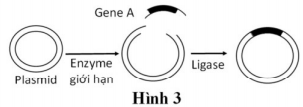 Gene A
Plasmid
Enzyme
giới hạn
Ligase
Hình 3